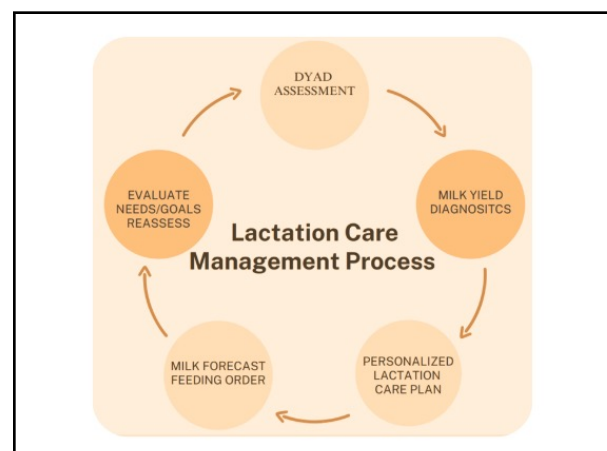 DYAD
ASSESSMENT
MILK YIELD
DIAGNOSITCS
PERSONALIZED
LACTATION
CARE PLAN
MILK FORECAST
FEEDING ORDER
EVALUATE
NEEDS/GOALS
REASSESS
Lactation Care
Management Process